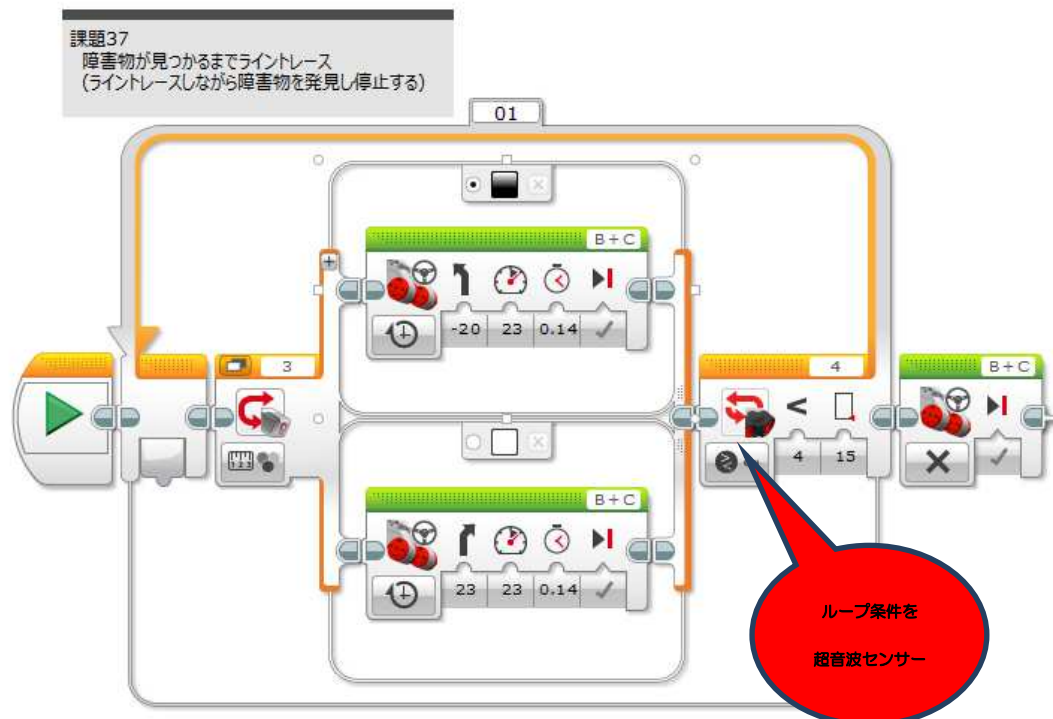 課題37
障害物が見つかるまでライントレース
(ライントレースしながら障害物を発見し停止する)
01
B+C
-20 23 0.14
3
4
B+C
4 15
B+C
23 23 0.14
ループ条件を
超音波センサー